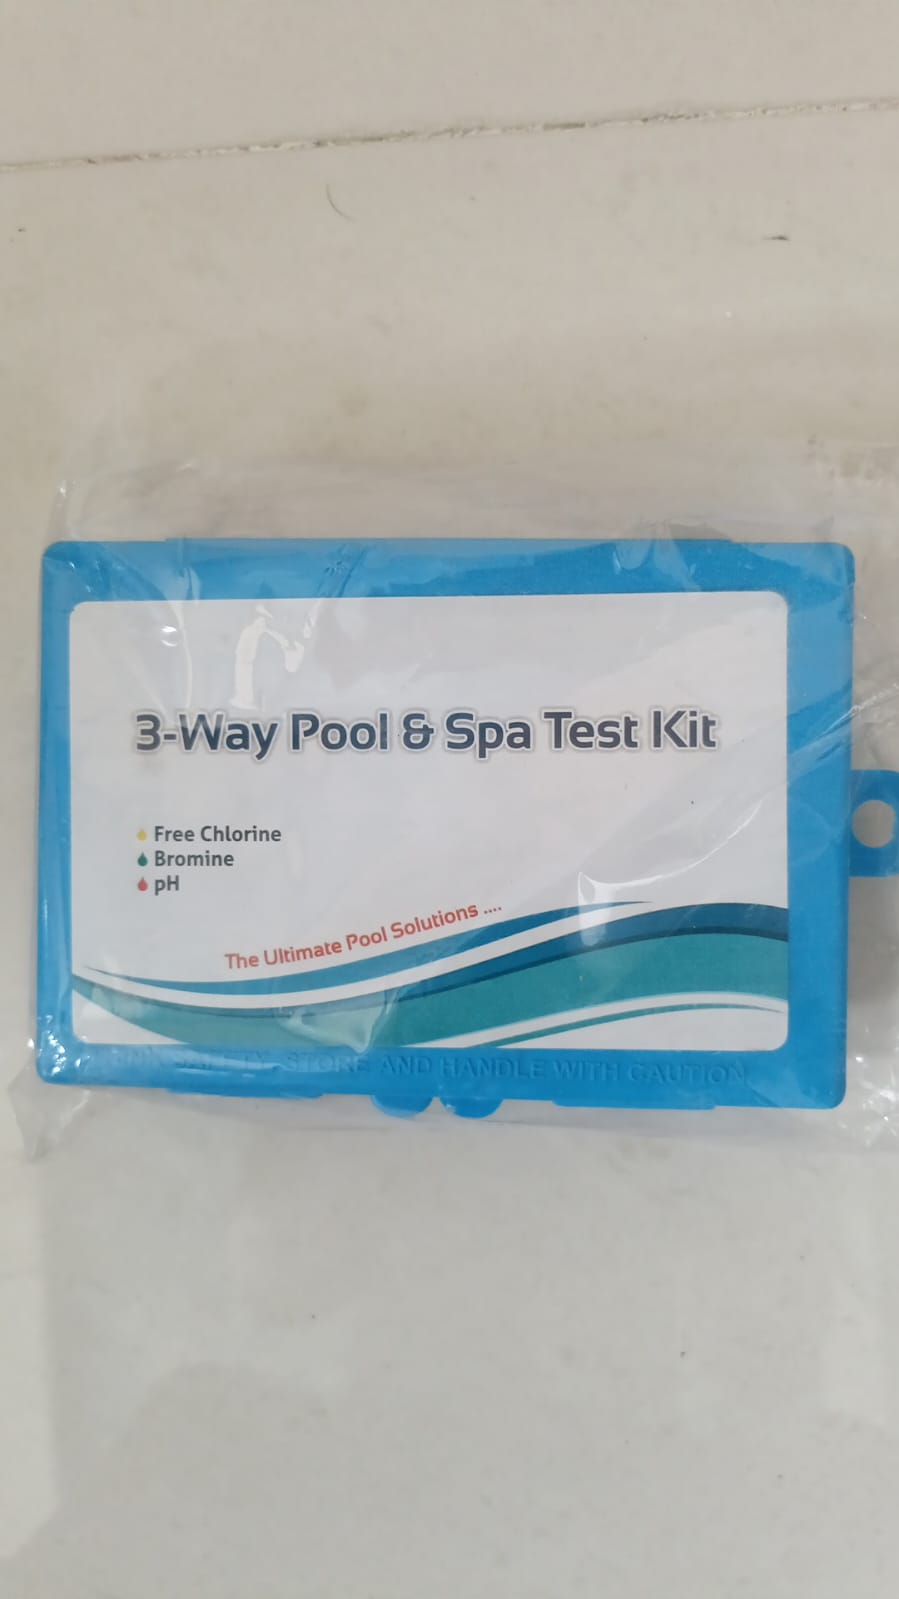 3-Way Pool & Spa Test Kit
Free Chlorine
Bromine
pH
The Ultimate Pool Solutions ....
SAFETY, STORE AND HANDLE WITH CAUTION